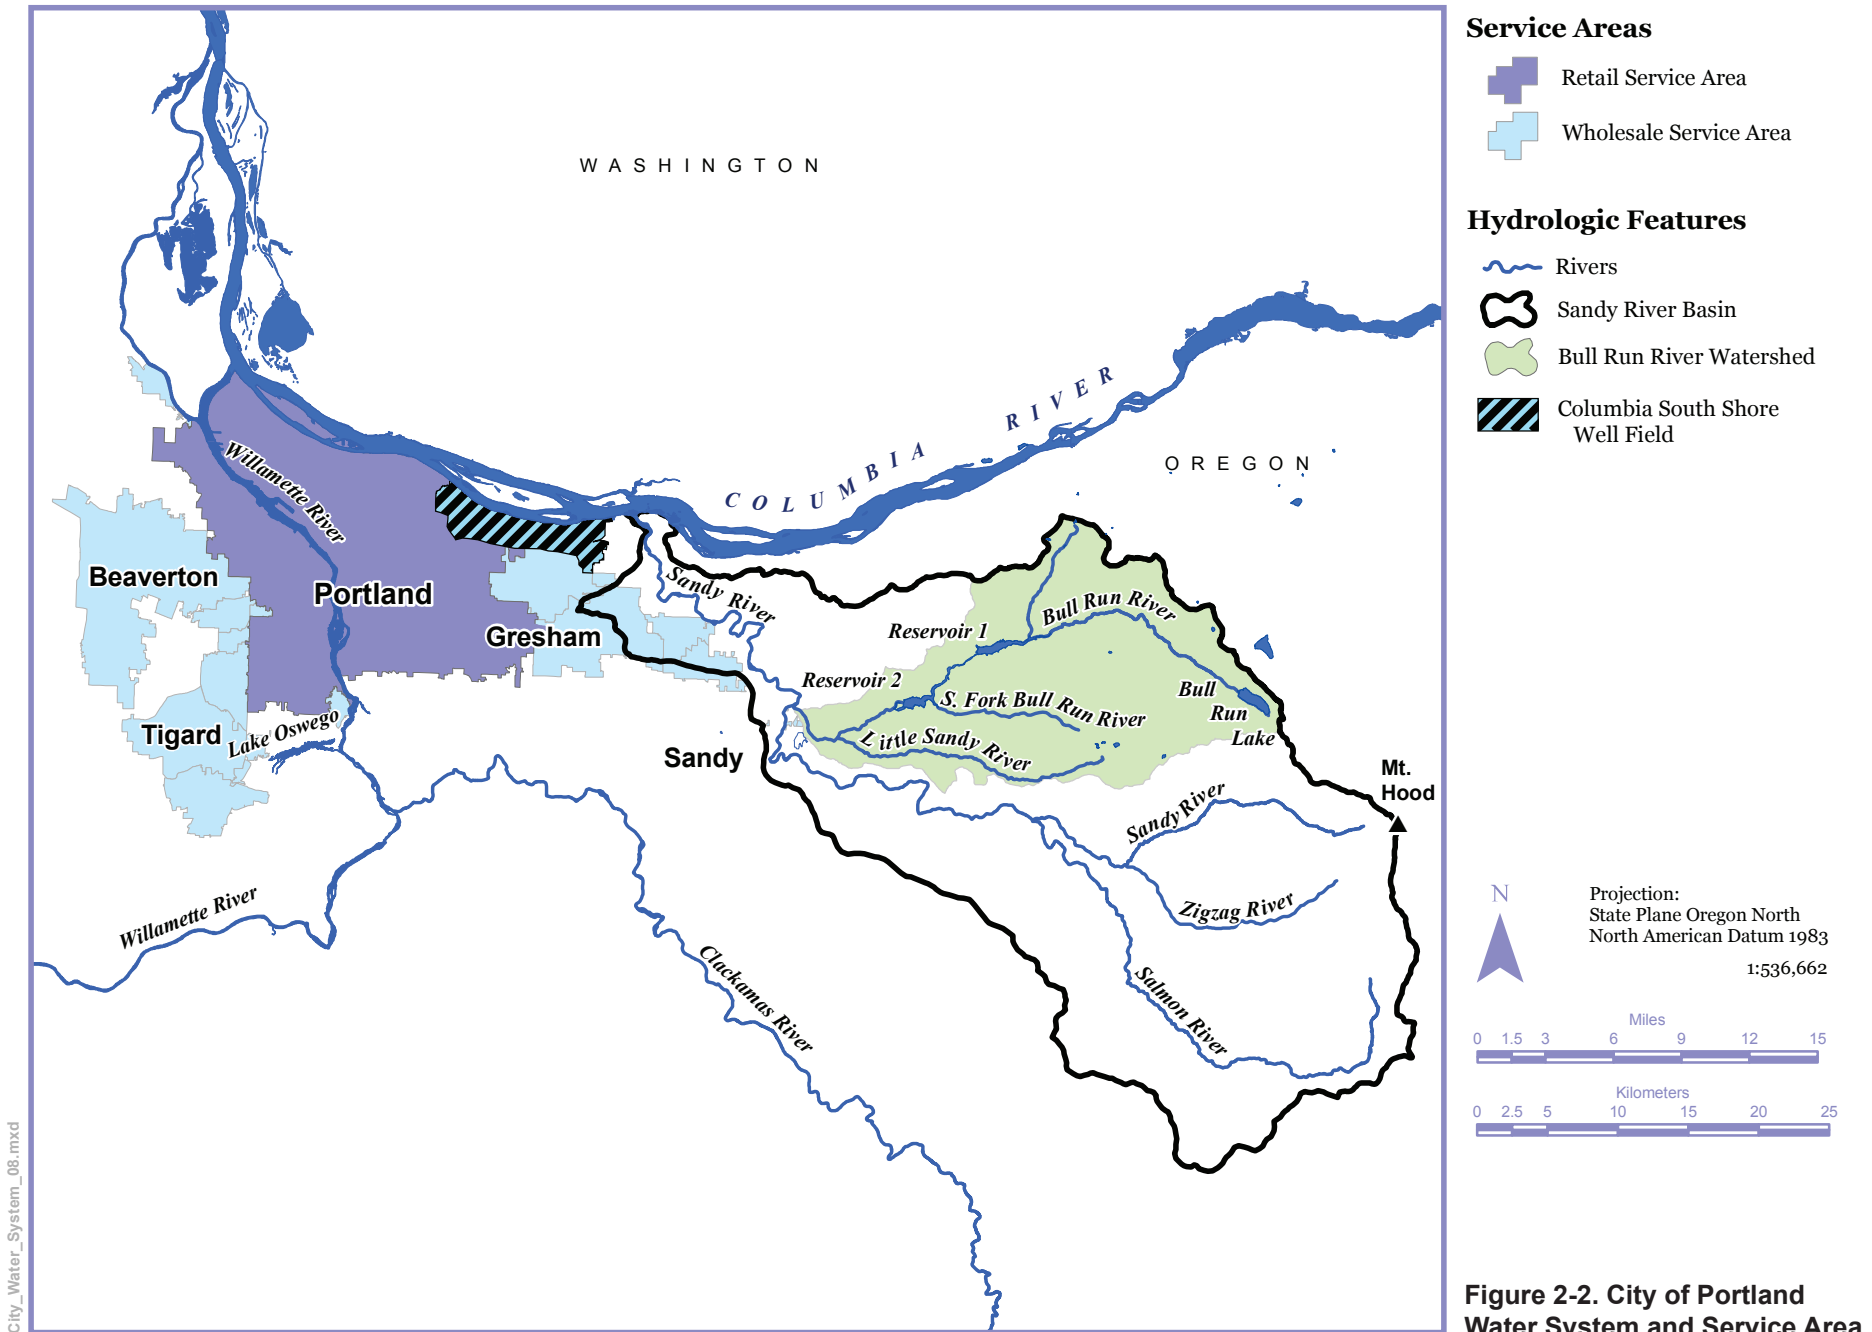 WASHINGTON
COLUMBIA RIVER
OREGON
Willamette River
Beaverton
Portland
Gresham
Sandy River
Reservoir 1
Bull Run River
Reservoir 2
S. Fork Bull Run River
Bull
Run
Lake
Little Sandy River
Tigard
Lake Oswego
Sandy
Mt.
Hood
Sandy River
Zigzag River
Willamette River
Clackamas River
Salmon River
City_Water_System_08.mxd
Service Areas
Retail Service Area
Wholesale Service Area
Hydrologic Features
Rivers
Sandy River Basin
Bull Run River Watershed
Columbia South Shore
Well Field
N
Projection:
State Plane Oregon North
North American Datum 1983
1:536,662
Miles
0 1.5 3 6 9 12 15
Kilometers
0 2.5 5 10 15 20 25
Figure 2-2. City of Portland
Water System and Service Area